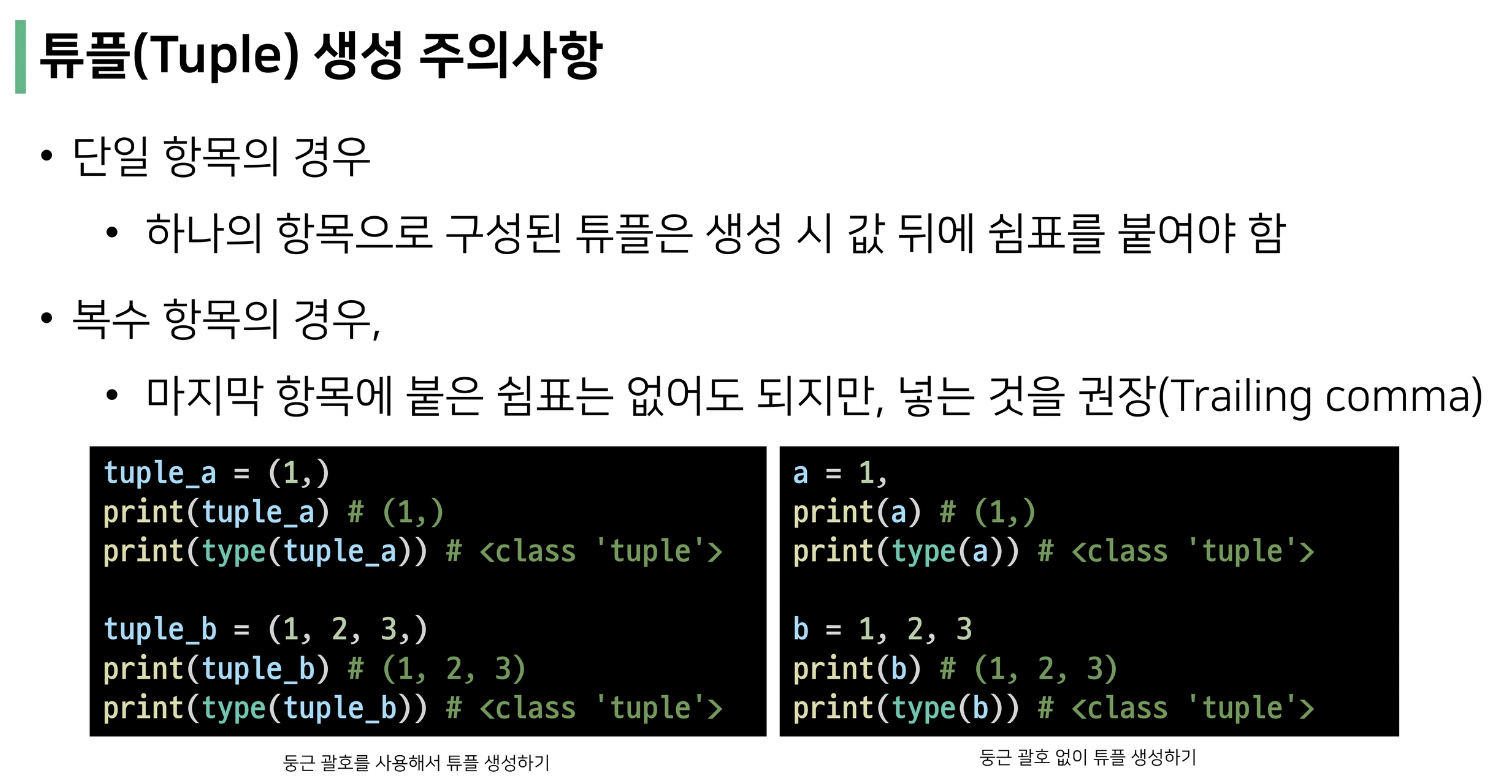 튜플(Tuple) 생성 주의사항
• 단일 항목의 경우
• 하나의 항목으로 구성된 튜플은 생성 시 값 뒤에 쉼표를 붙여야 함
• 복수 항목의 경우,
• 마지막 항목에 붙은 쉼표는 없어도 되지만, 넣는 것을 권장(Trailing comma)
tuple_a = (1,)
print(tuple_a) # (1,)
print(type(tuple_a)) # <class 'tuple'>
tuple_b = (1, 2, 3,)
print(tuple_b) # (1, 2, 3)
print(type(tuple_b)) # <class 'tuple'>
둥근 괄호를 사용해서 튜플 생성하기
a = 1,
print(a) # (1,)
print(type(a)) # <class 'tuple'>
b = 1, 2, 3
print(b) # (1, 2, 3)
print(type(b)) # <class 'tuple'>
둥근 괄호 없이 튜플 생성하기